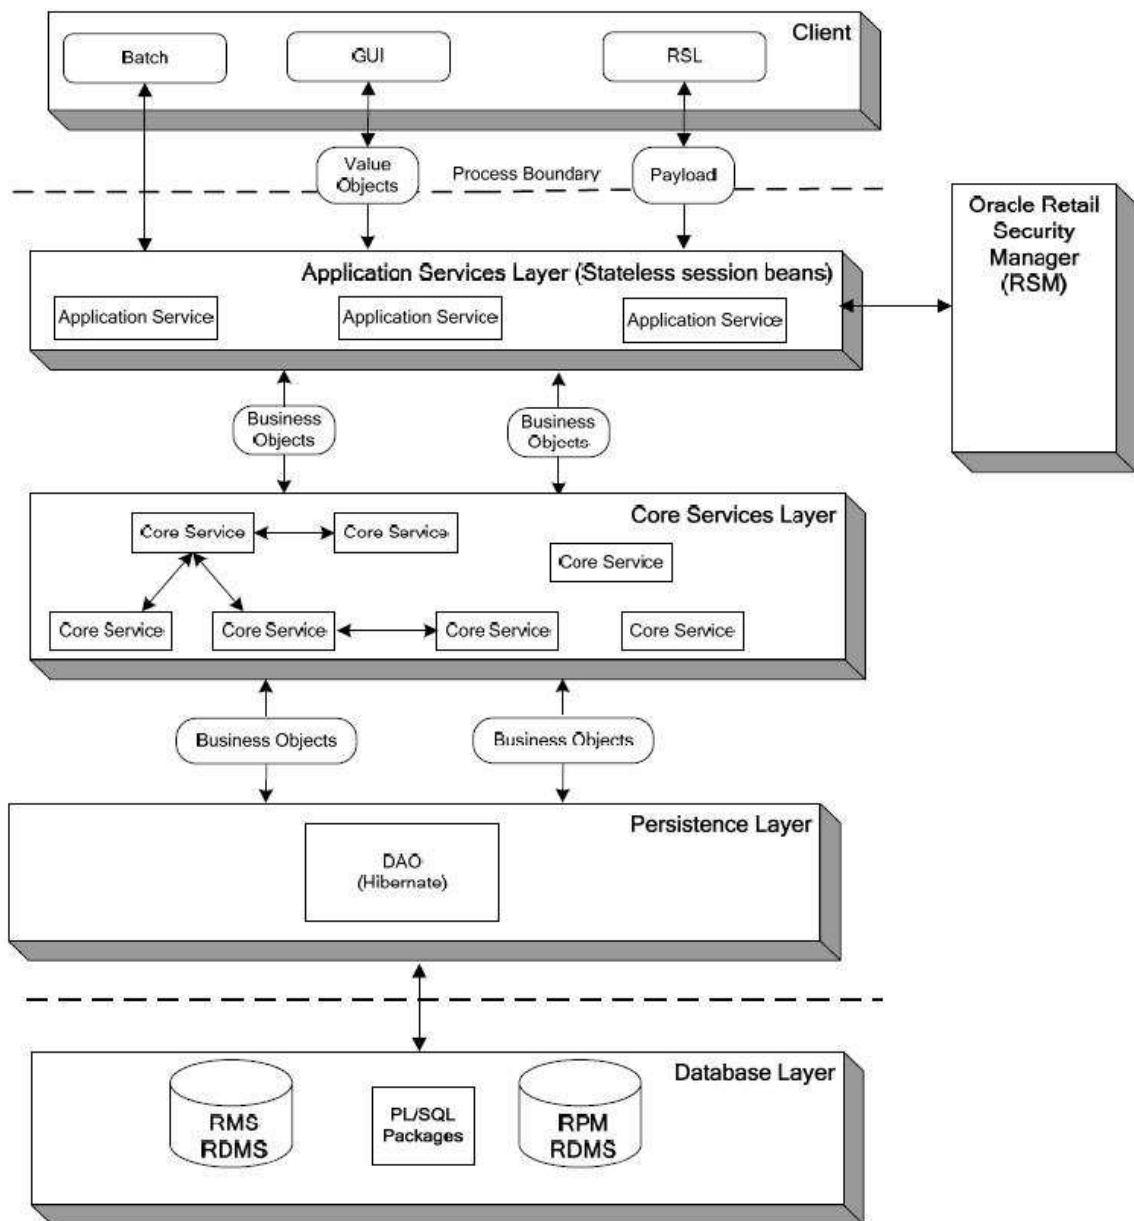 Client
Batch
GUI
RSL
Value
Objects
Process Boundary
Payload
Oracle Retail
Security
Manager
(RSM)
Application Services Layer (Stateless session beans)
Application Service
Application Service
Application Service
Business
Objects
Business
Objects
Core Services Layer
Core Service
Core Service
Core Service
Core Service
Core Service
Core Service
Core Service
Business Objects
Business Objects
Persistence Layer
DAO
(Hibernate)
Database Layer
RMS
RDMS
PL/SQL
Packages
RPM
RDMS